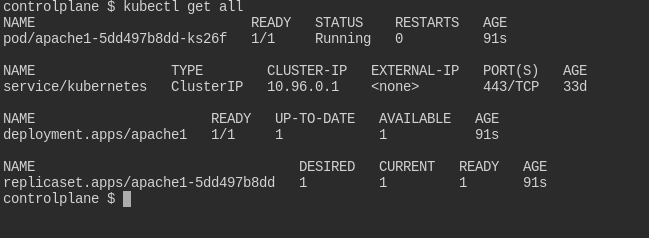 controlplane $ kubectl get all
NAME                           READY   STATUS    RESTARTS   AGE
pod/apache1-5dd497b8dd-ks26f   1/1     Running   0          91s

NAME                 TYPE        CLUSTER-IP   EXTERNAL-IP   PORT(S)   AGE
service/kubernetes   ClusterIP   10.96.0.1    <none>        443/TCP   33d

NAME                      READY   UP-TO-DATE   AVAILABLE   AGE
deployment.apps/apache1   1/1     1            1           91s

NAME                                 DESIRED   CURRENT   READY   AGE
replicaset.apps/apache1-5dd497b8dd   1         1         1       91s
controlplane $